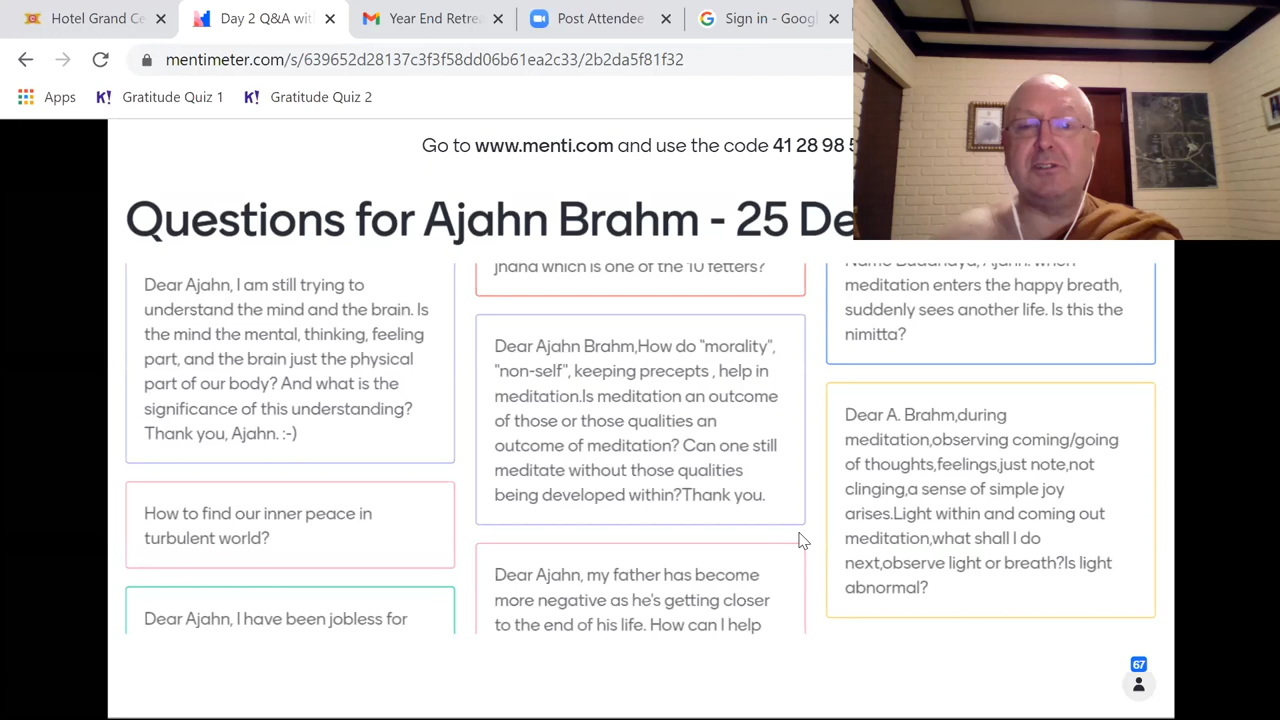 Hotel Grand Ce
Day 2 Q&A wit
Year End Retre
Post Attendee
Sign in - Goog
mentimeter.com/s/639652d28137c3f3f58dd06b61ea2c33/2b2da5f81f32
Apps
K! Gratitude Quiz 1
K! Gratitude Quiz 2
Go to www.menti.com and use the code 41 28 98 5
Questions for Ajahn Brahm - 25 De
Dear Ajahn, I am still trying to
understand the mind and the brain. Is
the mind the mental, thinking, feeling
part, and the brain just the physical
part of our body? And what is the
significance of this understanding?
Thank you, Ajahn. :-)
How to find our inner peace in
turbulent world?
Dear Ajahn, I have been jobless for
jhana which is one of the 10 fetters?
Dear Ajahn Brahm,How do "morality",
"non-self", keeping precepts , help in
meditation.Is meditation an outcome
of those or those qualities an
outcome of meditation? Can one still
meditate without those qualities
being developed within?Thank you.
Dear Ajahn, my father has become
more negative as he's getting closer
to the end of his life. How can I help
Namo Buddhaya, Ajahn. when
meditation enters the happy breath,
suddenly sees another life. Is this the
nimitta?
Dear A. Brahm,during
meditation,observing coming/going
of thoughts,feelings,just note,not
clinging,a sense of simple joy
arises.Light within and coming out
meditation,what shall I do
next,observe light or breath?Is light
abnormal?
67